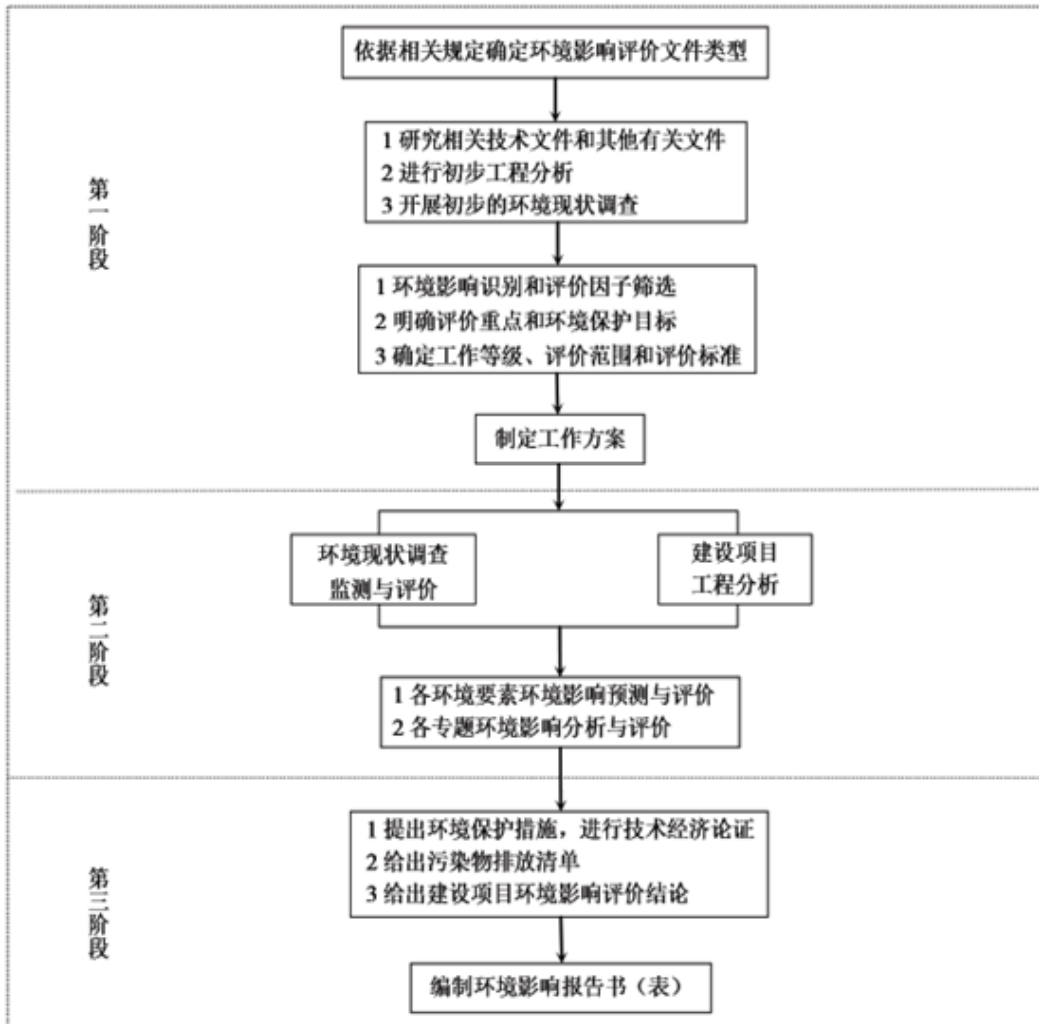 依据相关规定确定环境影响评价文件类型
1 研究相关技术文件和其他有关文件
2 进行初步工程分析
3 开展初步的环境现状调查
第一阶段
1 环境影响识别和评价因子筛选
2 明确评价重点和环境保护目标
3 确定工作等级、评价范围和评价标准
制定工作方案
环境现状调查
监测与评价
建设项目
工程分析
第二阶段
1 各环境要素环境影响预测与评价
2 各专题环境影响分析与评价
1 提出环境保护措施，进行技术经济论证
2 给出污染物排放清单
3 给出建设项目环境影响评价结论
第三阶段
编制环境影响报告书（表）